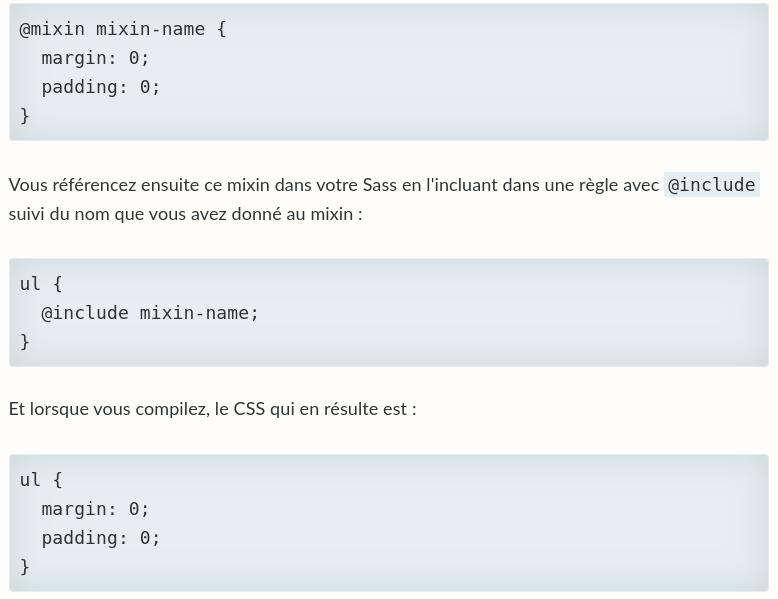 @mixin mixin-name {
  margin: 0;
  padding: 0;
}
Vous référencez ensuite ce mixin dans votre Sass en l'incluant dans une règle avec @include
suivi du nom que vous avez donné au mixin :
ul {
  @include mixin-name;
}
Et lorsque vous compilez, le CSS qui en résulte est :
ul {
  margin: 0;
  padding: 0;
}